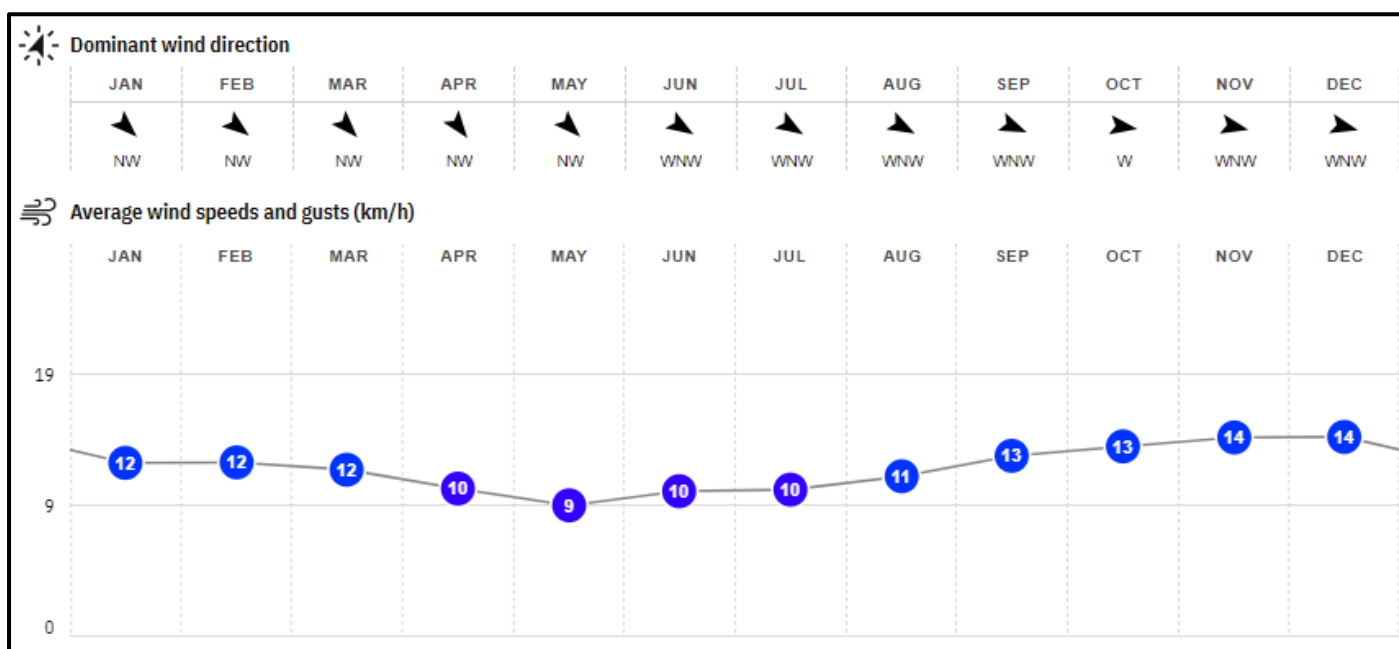 Dominant wind direction
JAN FEB MAR APR MAY JUN JUL AUG SEP OCT NOV DEC
NW NW NW NW NW WNW WNW WNW WNW W WNW WNW
Average wind speeds and gusts (km/h)
JAN FEB MAR APR MAY JUN JUL AUG SEP OCT NOV DEC
19
12 12 12 10 9 10 10 11 13 13 14 14
9
0